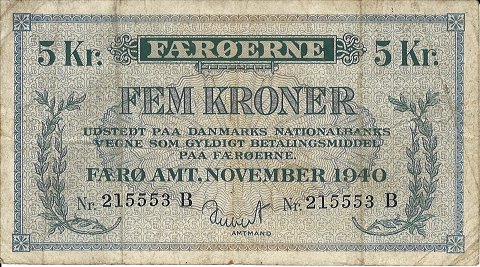 5 Kr. FÆRØERNE 5 Kr.
FEM KRONER
UDSTEDT PAA DANMARKS NATIONALBANKS
VEGNE SOM GYLDIGT BETALINGSMIDDEL
PAA FÆRØERNE.
FÆRØ AMT, NOVEMBER 1940
Nr. 215553 B Nr. 215553 B
AMTMAND